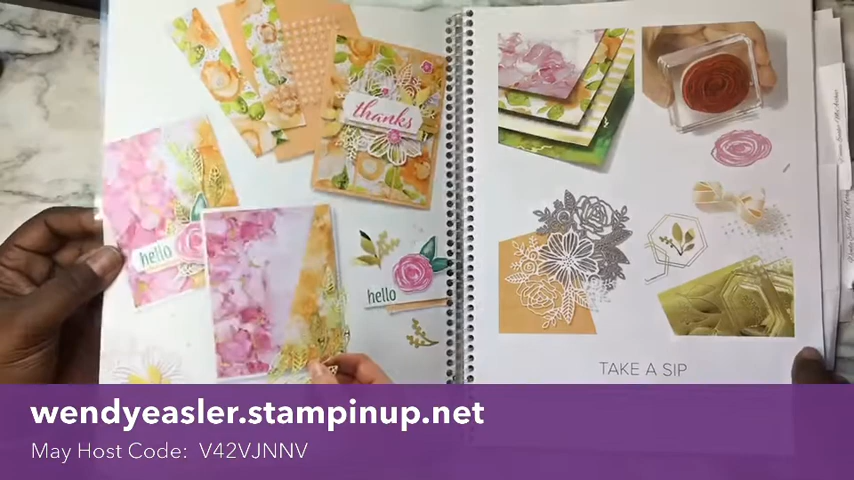 thanks
hello
hello
TAKE A SIP
wendyeasler.stampinup.net
May Host Code: V42VJNNV